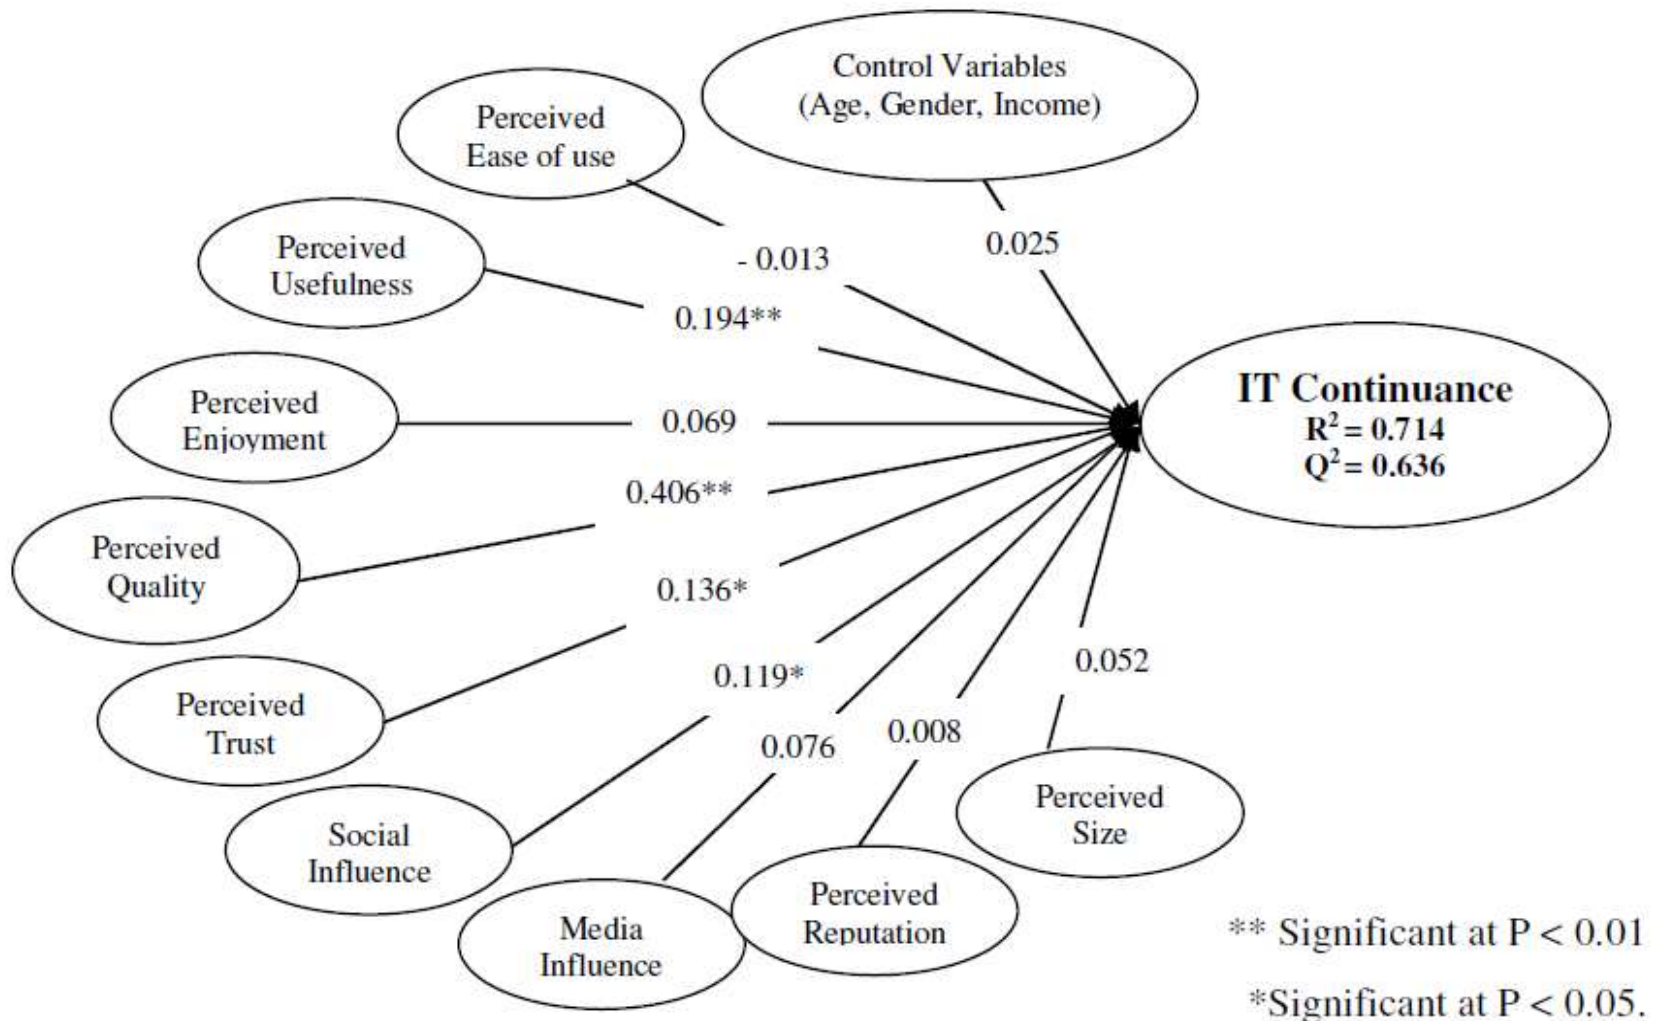 Control Variables
(Age, Gender, Income)
Perceived
Ease of use
0.025
- 0.013
Perceived
Usefulness
0.194**
IT Continuance
R² = 0.714
Q² = 0.636
Perceived
Enjoyment
0.069
0.406**
Perceived
Quality
0.136*
0.052
0.119*
Perceived
Trust
0.008
0.076
Perceived
Size
Social
Influence
Perceived
Reputation
Media
Influence
** Significant at P < 0.01
*Significant at P < 0.05.